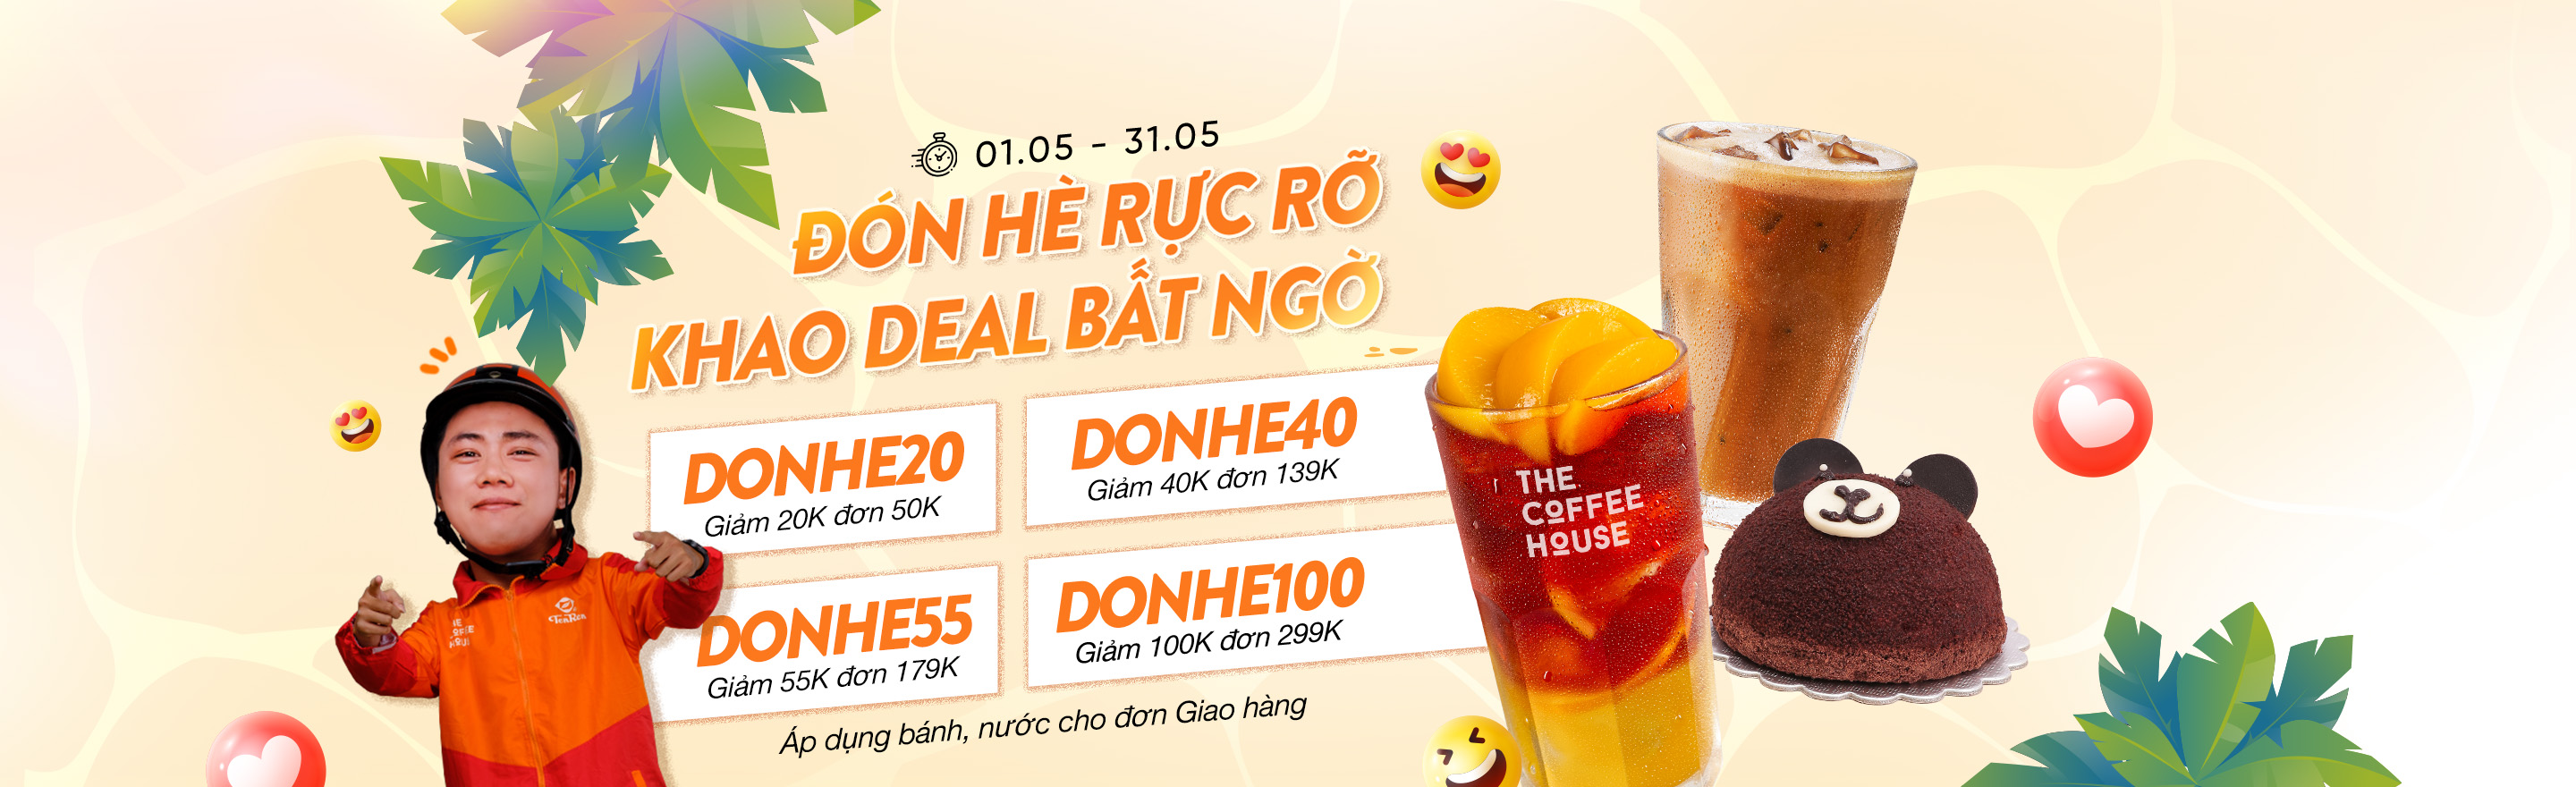 01.05 - 31.05
ĐÓN HÈ RỰC RỠ
KHAO DEAL BẤT NGỜ
DONHE20
Giảm 20K đơn 50K
DONHE40
Giảm 40K đơn 139K
DONHE55
Giảm 55K đơn 179K
DONHE100
Giảm 100K đơn 299K
Áp dụng bánh, nước cho đơn Giao hàng
THE
COFFEE
HOUSE